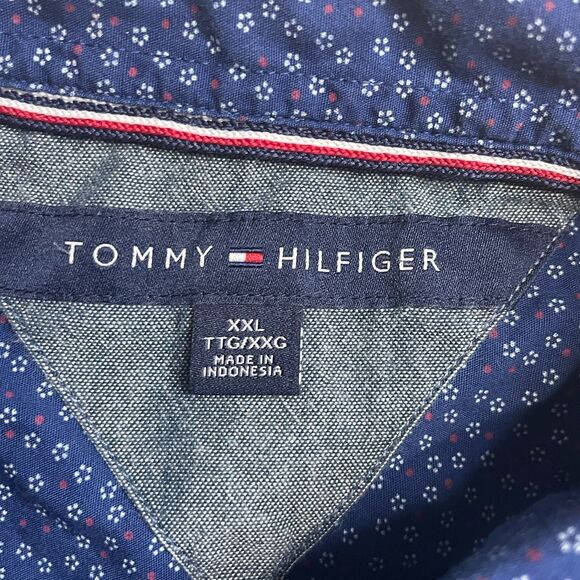 TOMMY HILFIGER
XXL
TTG/XXG
MADE IN
INDONESIA